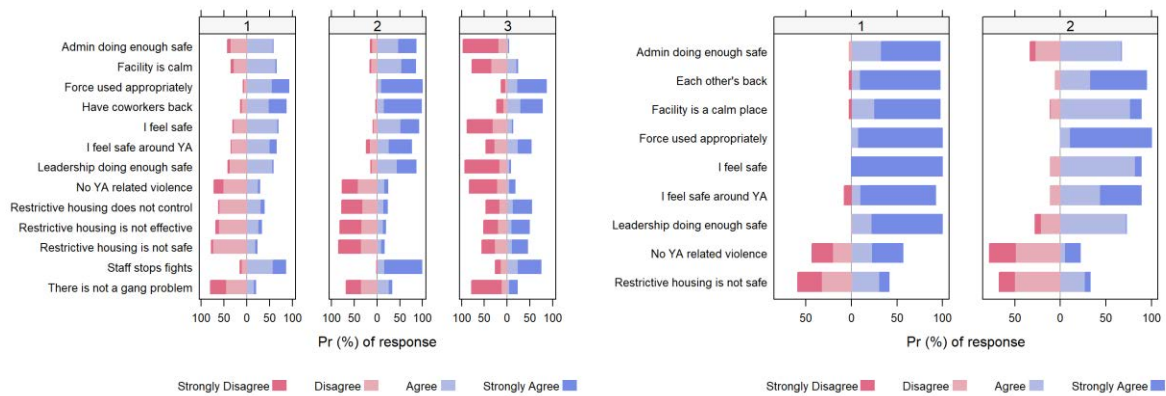 1 2 3
Admin doing enough safe
Facility is calm
Force used appropriately
Have coworkers back
I feel safe
I feel safe around YA
Leadership doing enough safe
No YA related violence
Restrictive housing does not control
Restrictive housing is not effective
Restrictive housing is not safe
Staff stops fights
There is not a gang problem
100 50 0 50 100 100 50 0 50 100 100 50 0 50 100
Pr (%) of response
Strongly Disagree Disagree Agree Strongly Agree
1 2
Admin doing enough safe
Each other's back
Facility is a calm place
Force used appropriately
I feel safe
I feel safe around YA
Leadership doing enough safe
No YA related violence
Restrictive housing is not safe
50 0 50 100 50 0 50 100
Pr (%) of response
Strongly Disagree Disagree Agree Strongly Agree